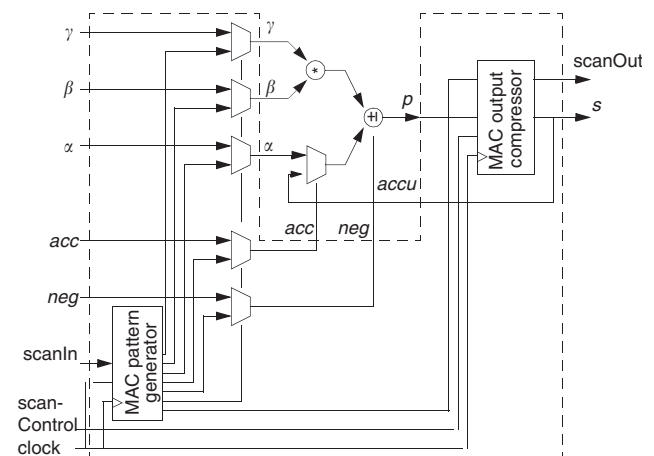 γ
γ
β
β
α
α
p
scanOut
s
MAC output
compressor
accu
acc
acc
neg
neg
scanIn
MAC pattern
generator
scan-
Control
clock
*
±